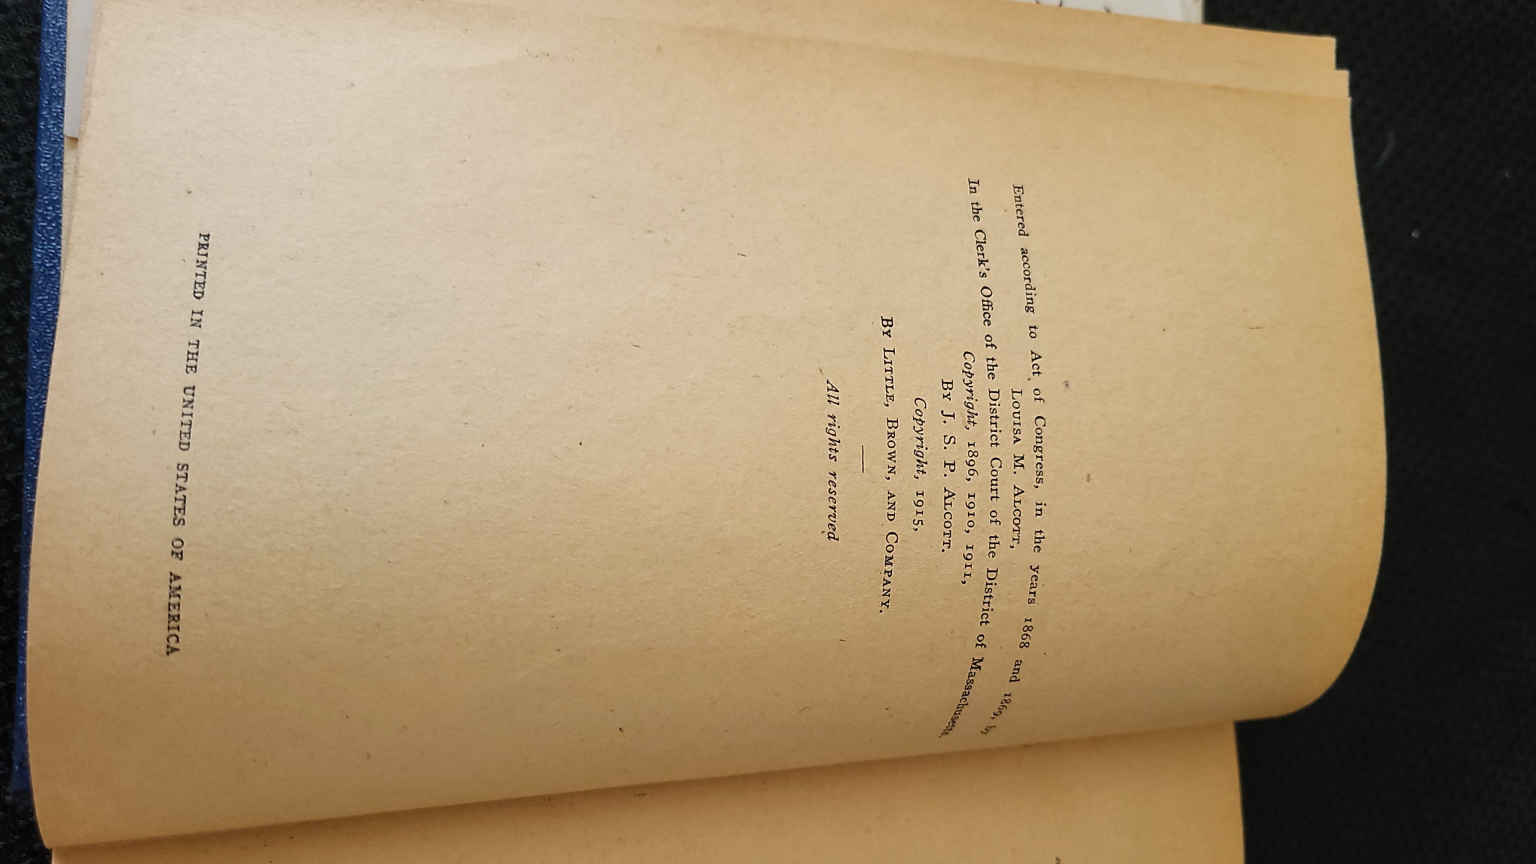 Entered according to Act of Congress, in the years 1868 and 1869, by
LOUISA M. ALCOTT,
In the Clerk's Office of the District Court of the District of Massachusetts.
Copyright, 1896, 1910, 1911,
BY J. S. P. ALCOTT.
Copyright, 1915,
BY LITTLE, BROWN, AND COMPANY.
All rights reserved
PRINTED IN THE UNITED STATES OF AMERICA